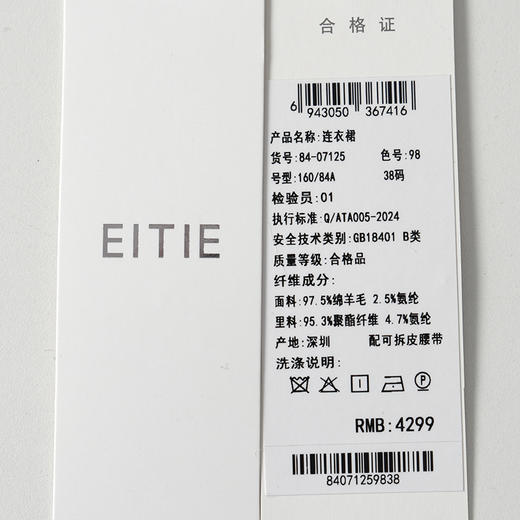 合格证
6 943050 367416
产品名称:连衣裙
货号:84-07125 色号:98
号型:160/84A 38码
检验员:01
执行标准:Q/ATA005-2024
安全技术类别:GB18401 B类
质量等级:合格品
纤维成分:
面料:97.5%绵羊毛 2.5%氨纶
里料:95.3%聚酯纤维 4.7%氨纶
产地:深圳 配可拆皮腰带
洗涤说明:
P
RMB:4299
84071259838
EITIE